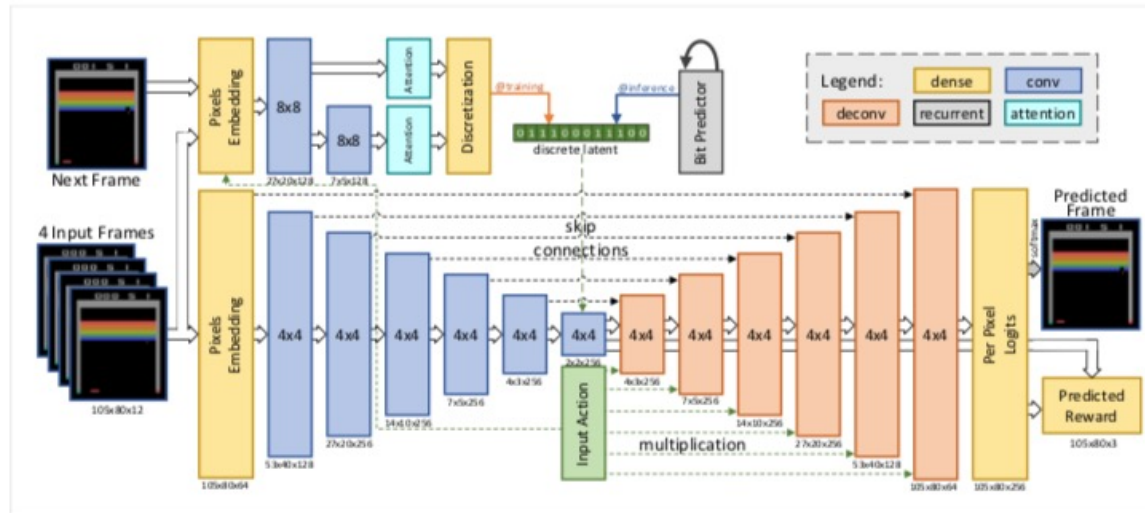 Next Frame
4 Input Frames
105x80x12
Pixels Embedding
8x8
27x20x128
8x8
7x5x128
Attention
Attention
Discretization
@training
@inference
0 1 1 1 1 0 0 0 1 1 1 0 0
discrete latent
Bit Predictor
Legend:
dense
conv
deconv
recurrent
attention
Pixels Embedding
105x80x64
4x4
53x40x128
4x4
27x20x256
4x4
14x10x256
4x4
7x5x256
4x4
4x3x256
4x4
2x2x256
skip
connections
Input Action
multiplication
4x4
4x3x256
4x4
7x5x256
4x4
14x10x256
4x4
27x20x256
4x4
53x40x128
4x4
105x80x64
Per Pixel Logits
105x80x256
softmax
Predicted
Frame
Predicted
Reward
105x80x3